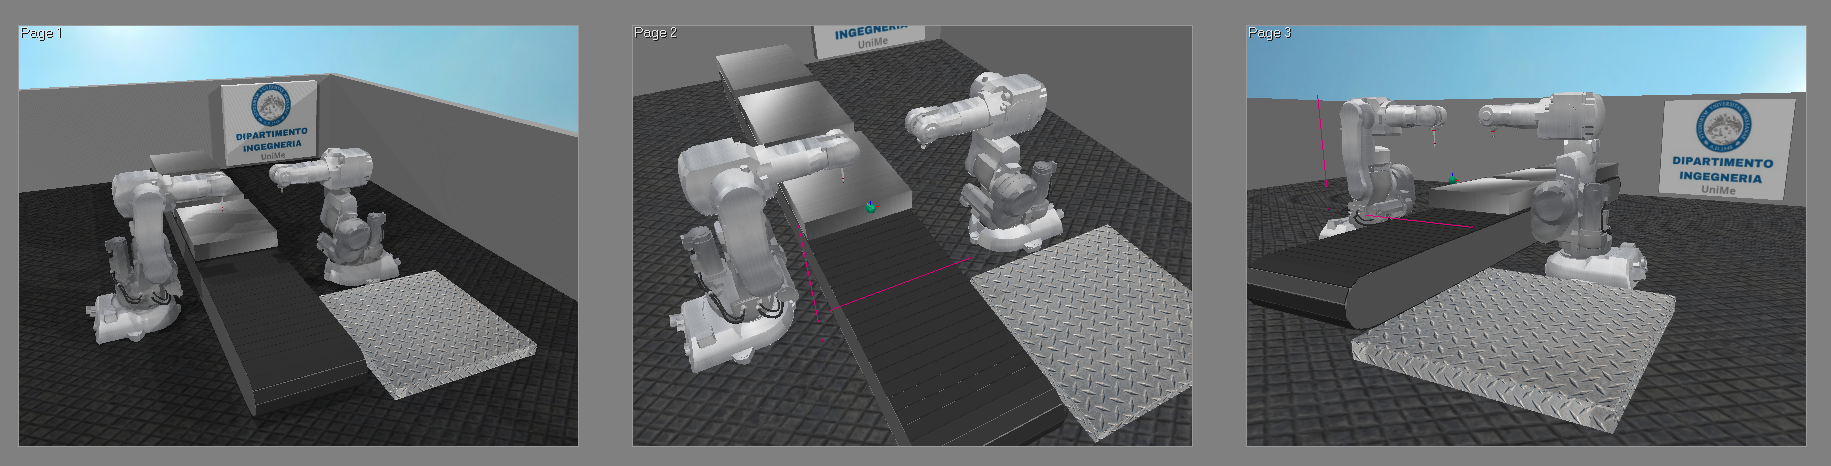 Page 1
DIPARTIMENTO
INGEGNERIA
UniMe
Page 2
INGEGNERIA
UniMe
Page 3
DIPARTIMENTO
INGEGNERIA
UniMe